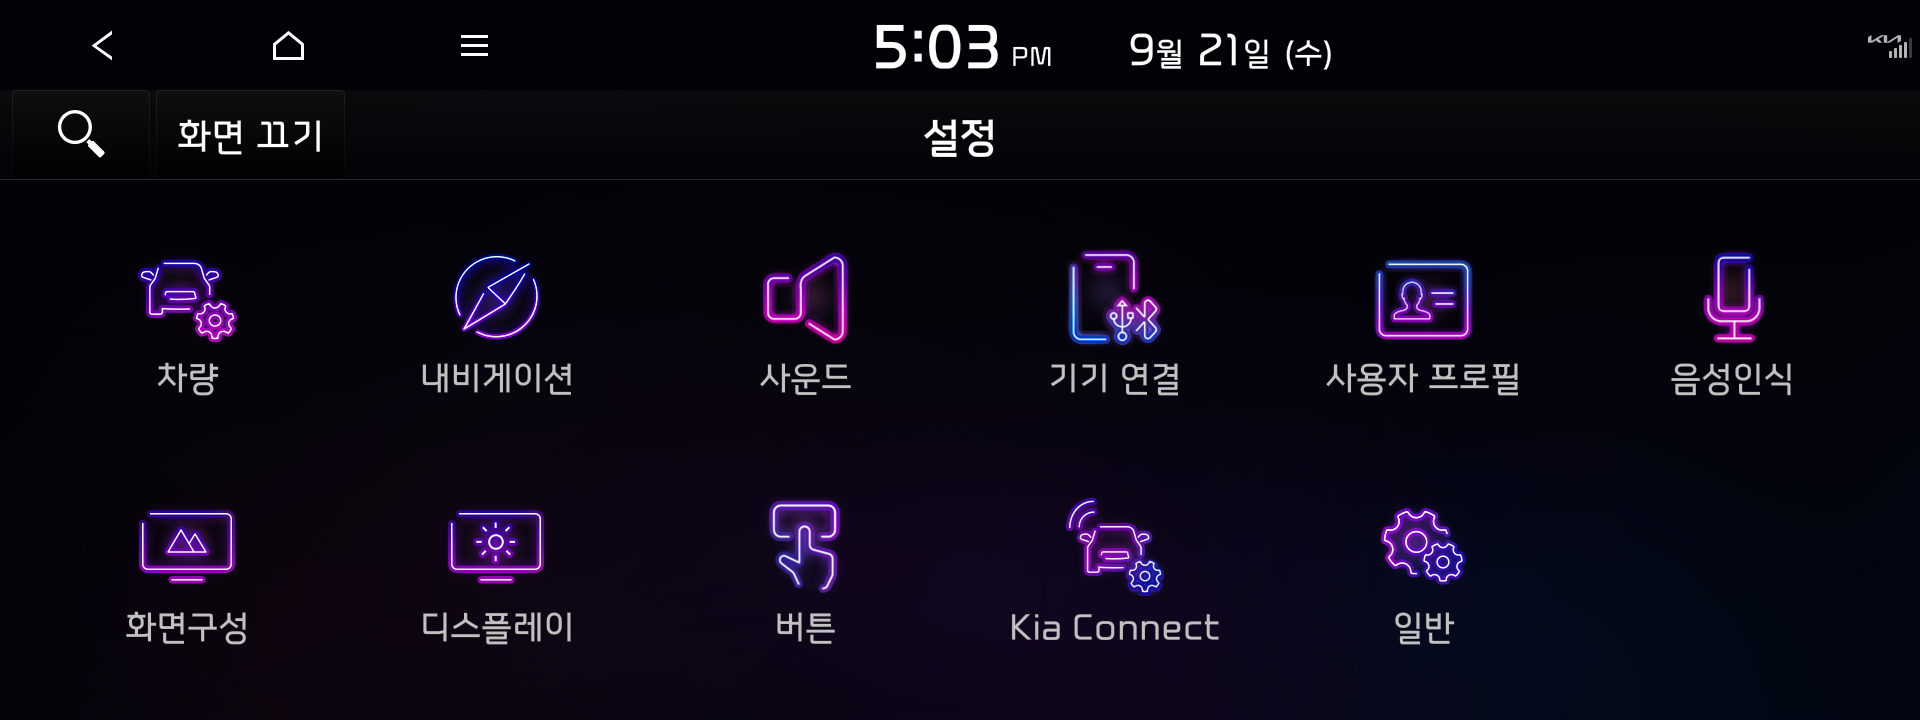 5:03 PM 9월 21일 (수)
화면 끄기
설정
차량 내비게이션 사운드 기기 연결 사용자 프로필 음성인식
화면구성 디스플레이 버튼 Kia Connect 일반